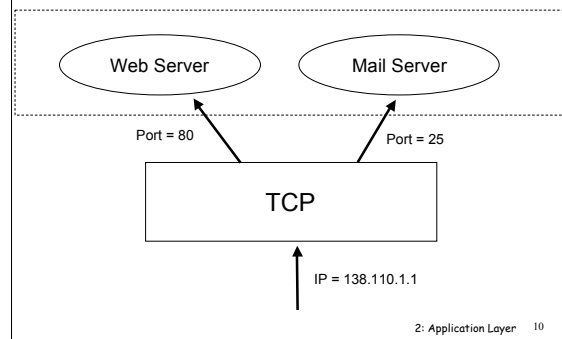 Web Server
Mail Server
Port = 80
Port = 25
TCP
IP = 138.110.1.1
2: Application Layer 10